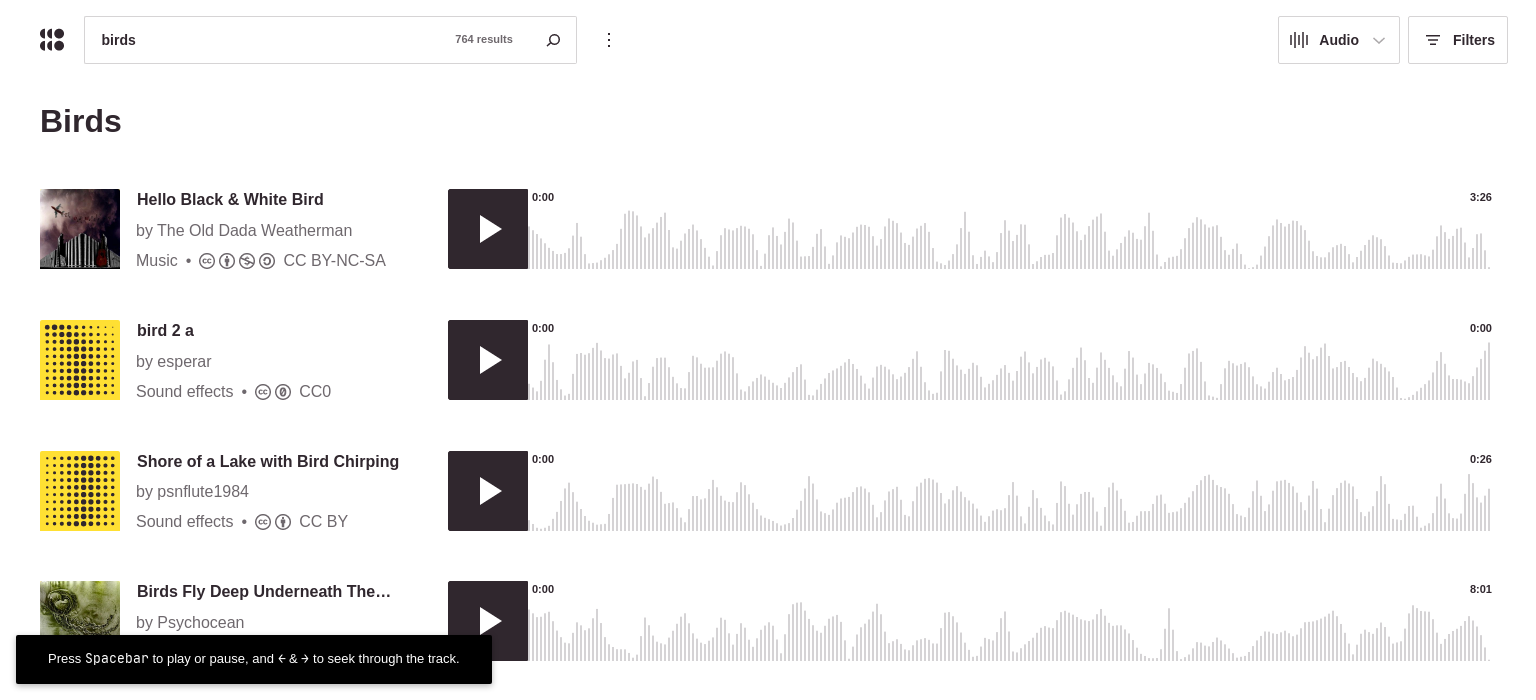 birds
764 results
Audio
Filters
Birds
Hello Black & White Bird
by The Old Dada Weatherman
Music • CC BY-NC-SA
0:00
3:26
bird 2 a
by esperar
Sound effects • CC0
0:00
0:00
Shore of a Lake with Bird Chirping
by psnflute1984
Sound effects • CC BY
0:00
0:26
Birds Fly Deep Underneath The…
by Psychocean
0:00
8:01
Press Spacebar to play or pause, and ← & → to seek through the track.